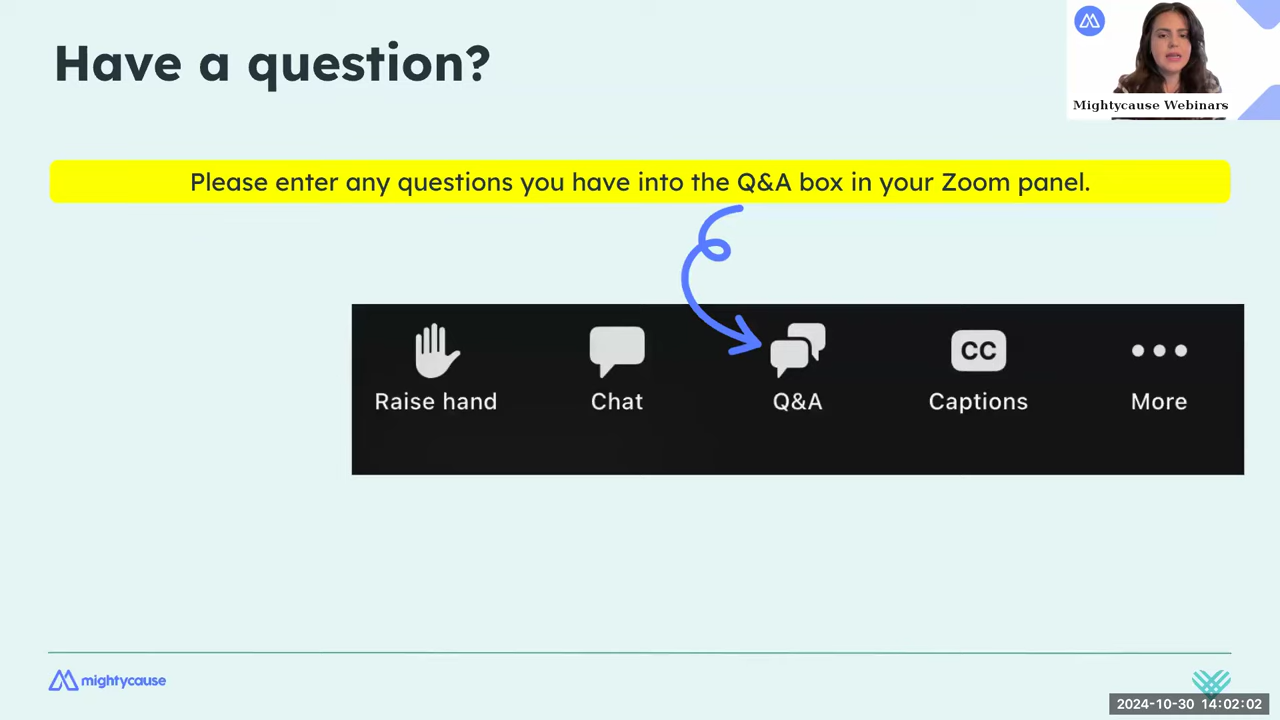 Have a question?
Mightycause Webinars
Please enter any questions you have into the Q&A box in your Zoom panel.
CC
Raise hand
Chat
Q&A
Captions
More
mightycause
2024-10-30 14:02:02